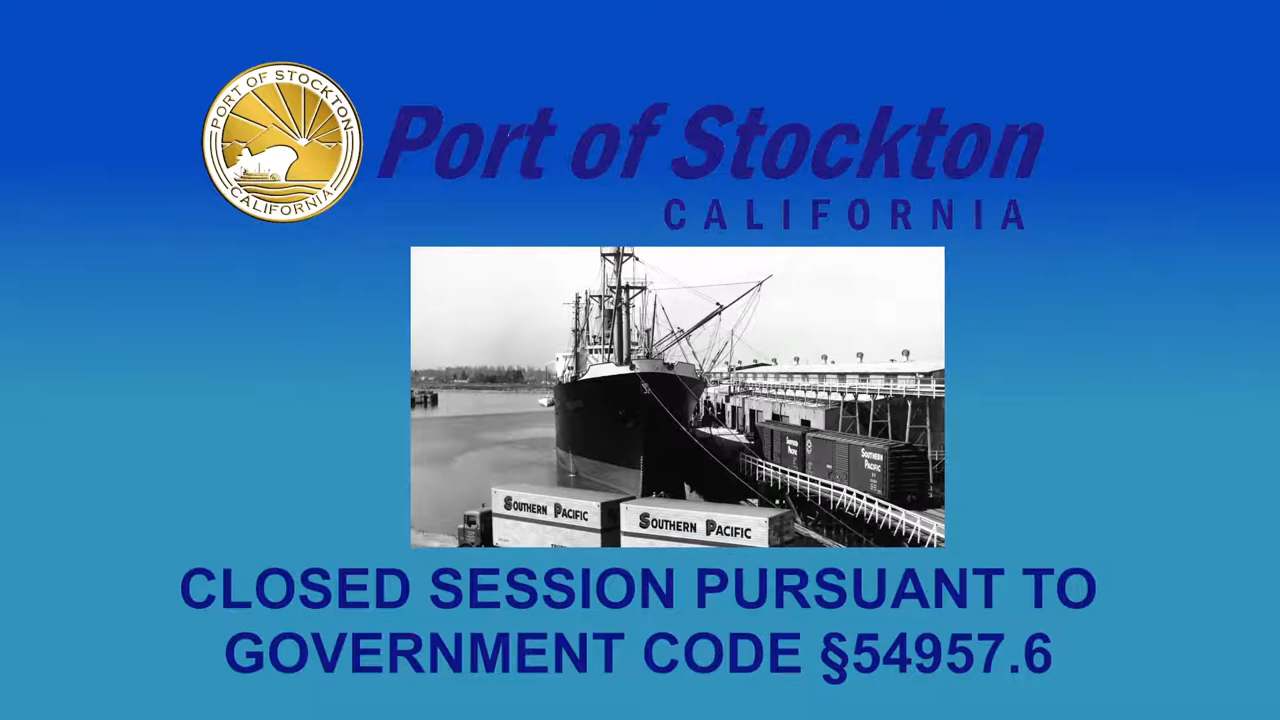 PORT OF STOCKTON
CALIFORNIA
Port of Stockton
CALIFORNIA
SOUTHERN
PACIFIC
SOUTHERN
PACIFIC
SOUTHERN PACIFIC
SOUTHERN PACIFIC
CLOSED SESSION PURSUANT TO
GOVERNMENT CODE §54957.6